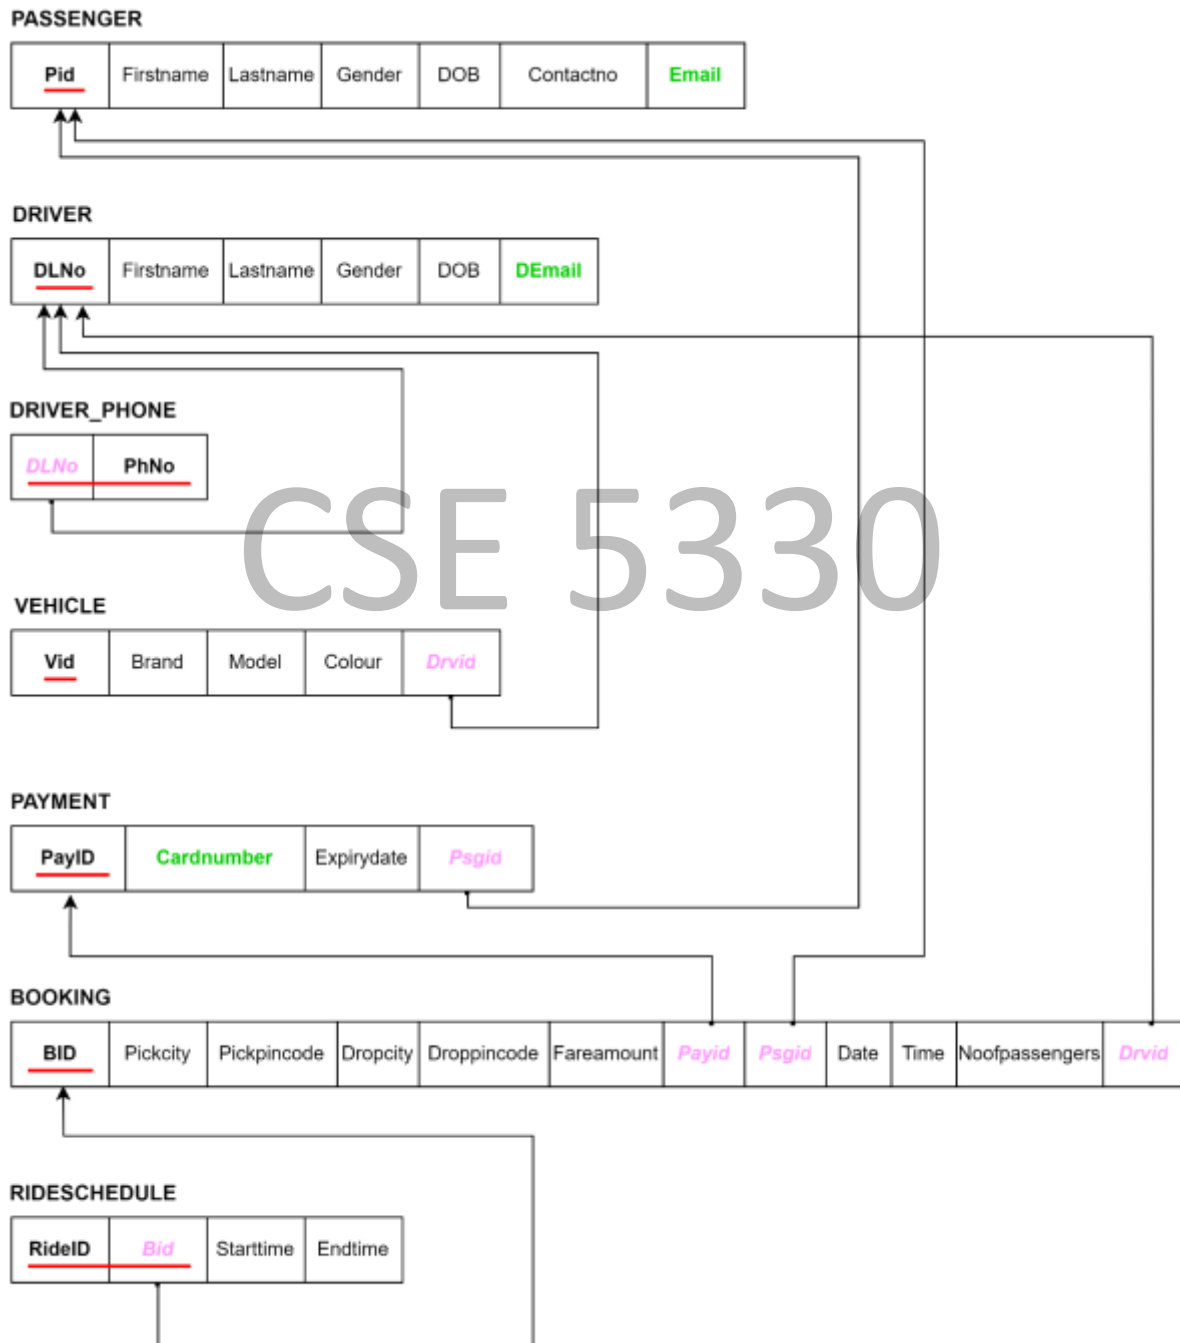 PASSENGER
Pid Firstname Lastname Gender DOB Contactno Email
DRIVER
DLNo Firstname Lastname Gender DOB DEmail
DRIVER_PHONE
DLNo PhNo
CSE 5330
VEHICLE
Vid Brand Model Colour Drvid
PAYMENT
PayID Cardnumber Expirydate Psgid
BOOKING
BID Pickcity Pickpincode Dropcity Droppincode Fareamount Payid Psgid Date Time Noofpassengers Drvid
RIDESCHEDULE
RideID Bid Starttime Endtime